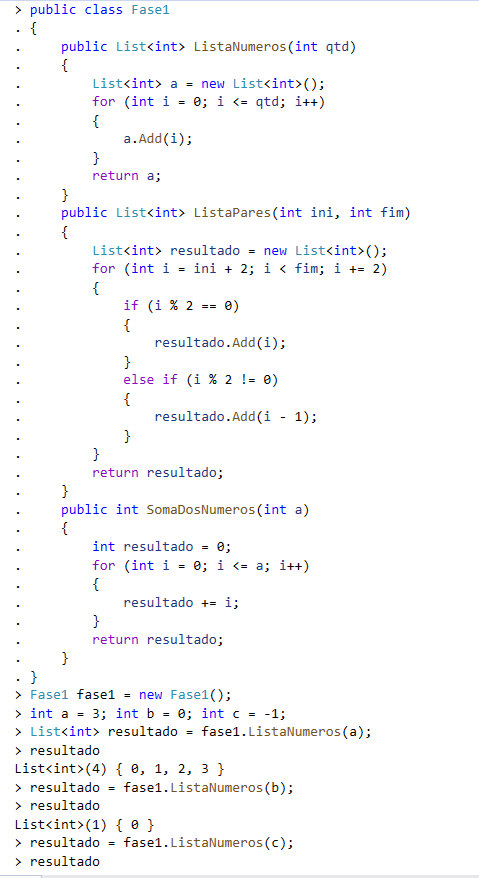 > public class Fase1
. {
.     public List<int> ListaNumeros(int qtd)
.     {
.         List<int> a = new List<int>();
.         for (int i = 0; i <= qtd; i++)
.         {
.             a.Add(i);
.         }
.         return a;
.     }
.     public List<int> ListaPares(int ini, int fim)
.     {
.         List<int> resultado = new List<int>();
.         for (int i = ini + 2; i < fim; i += 2)
.         {
.             if (i % 2 == 0)
.             {
.                 resultado.Add(i);
.             }
.             else if (i % 2 != 0)
.             {
.                 resultado.Add(i - 1);
.             }
.         }
.         return resultado;
.     }
.     public int SomaDosNumeros(int a)
.     {
.         int resultado = 0;
.         for (int i = 0; i <= a; i++)
.         {
.             resultado += i;
.         }
.         return resultado;
.     }
. }
> Fase1 fase1 = new Fase1();
> int a = 3; int b = 0; int c = -1;
> List<int> resultado = fase1.ListaNumeros(a);
> resultado
List<int>(4) { 0, 1, 2, 3 }
> resultado = fase1.ListaNumeros(b);
> resultado
List<int>(1) { 0 }
> resultado = fase1.ListaNumeros(c);
> resultado